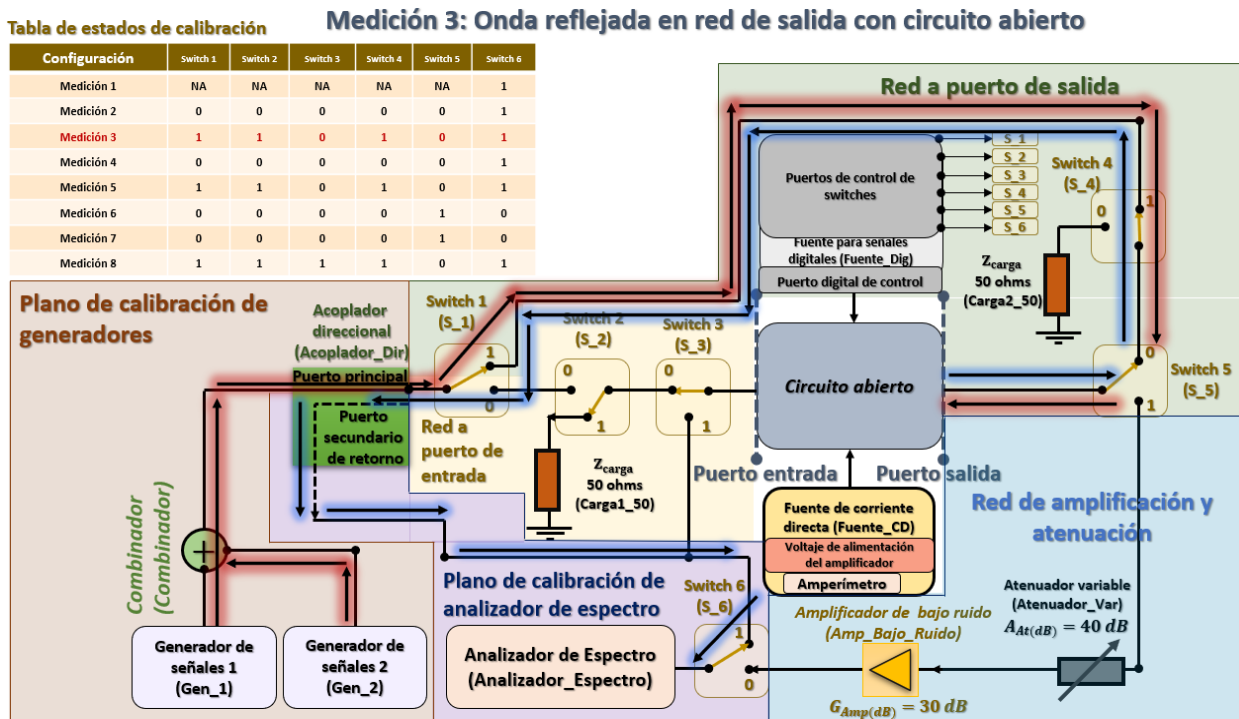 Medición 3: Onda reflejada en red de salida con circuito abierto
Tabla de estados de calibración
Configuración Switch 1 Switch 2 Switch 3 Switch 4 Switch 5 Switch 6
Medición 1 NA NA NA NA NA 1
Medición 2 0 0 0 0 0 1
Medición 3 1 1 0 1 0 1
Medición 4 0 0 0 0 0 1
Medición 5 1 1 0 1 0 1
Medición 6 0 0 0 0 1 0
Medición 7 0 0 0 0 1 0
Medición 8 1 1 1 1 0 1
Red a puerto de salida
Puertos de control de
switches
S_1
S_2
S_3
S_4
S_5
S_6
Fuente para señales
digitales (Fuente_Dig)
Puerto digital de control
Switch 4
(S_4)
1
0
Z carga
50 ohms
(Carga2_50)
Plano de calibración de
generadores
Acoplador
direccional
(Acoplador_Dir)
Puerto principal
Puerto
secundario
de retorno
Switch 1
(S_1)
1
0
Switch 2
(S_2)
0
1
Switch 3
(S_3)
0
1
Circuito abierto
0
Switch 5
(S_5)
1
Red a
puerto de
entrada
Z carga
50 ohms
(Carga1_50)
Puerto entrada
Puerto salida
Fuente de corriente
directa (Fuente_CD)
Voltaje de alimentación
del amplificador
Amperímetro
Red de amplificación y
atenuación
Combinador
(Combinador)
+
Generador de
señales 1
(Gen_1)
Generador de
señales 2
(Gen_2)
Plano de calibración de
analizador de espectro
Analizador de Espectro
(Analizador_Espectro)
Switch 6
(S_6)
1
0
Amplificador de bajo ruido
(Amp_Bajo_Ruido)
G Amp(dB) = 30 dB
Atenuador variable
(Atenuador_Var)
A At(dB) = 40 dB